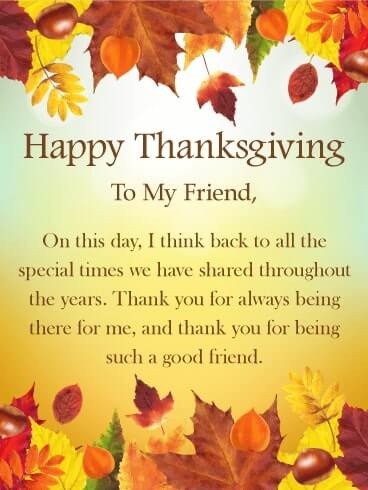 Happy Thanksgiving
To My Friend,
On this day, I think back to all the
special times we have shared throughout
the years. Thank you for always being
there for me, and thank you for being
such a good friend.